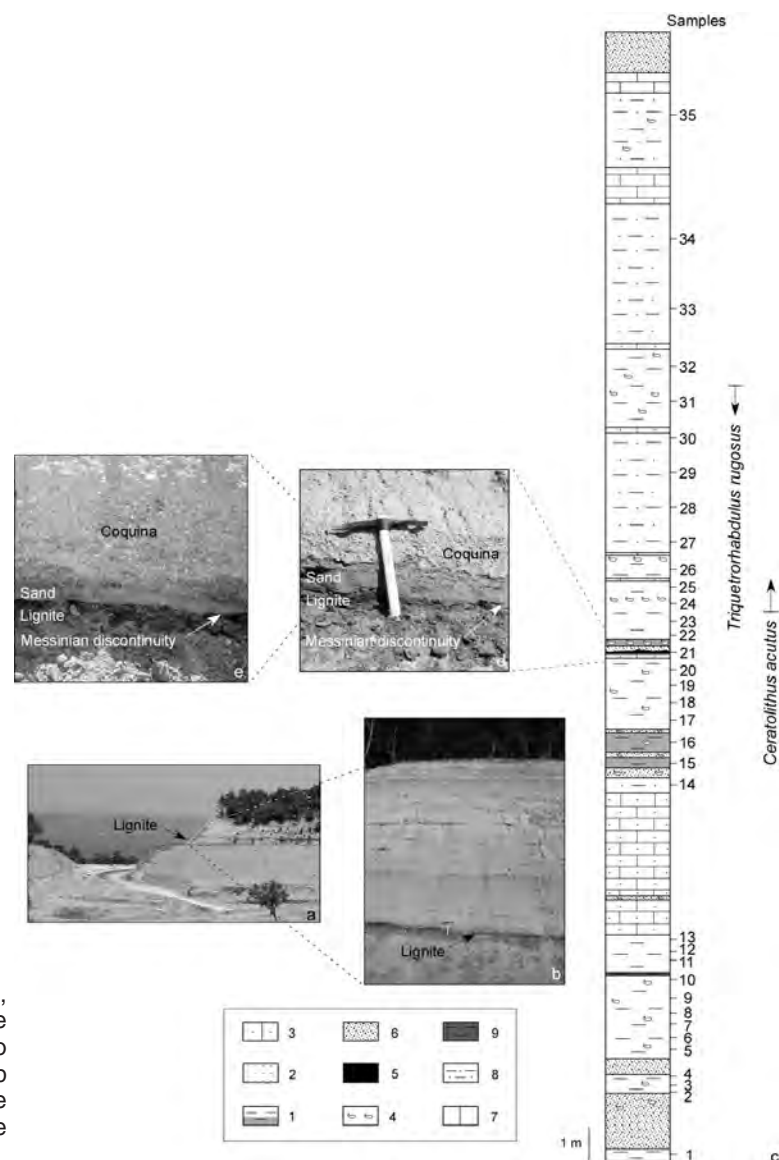 Samples
35
34
33
32
31
30
29
28
27
26
25
24
23
22
21
20
19
18
17
16
15
14
13
12
11
10
9
8
7
6
5
4
3
2
1
Triquetrorhabdulus rugosus
Ceratolithus acutus
Coquina
Sand
Lignite
Messinian discontinuity
e
Coquina
Sand
Lignite
Messinian discontinuity
Lignite
a
T
Lignite
b
3 6 9
2 5 8
1 4 7
1 m
c
,
e
o
o
e
e